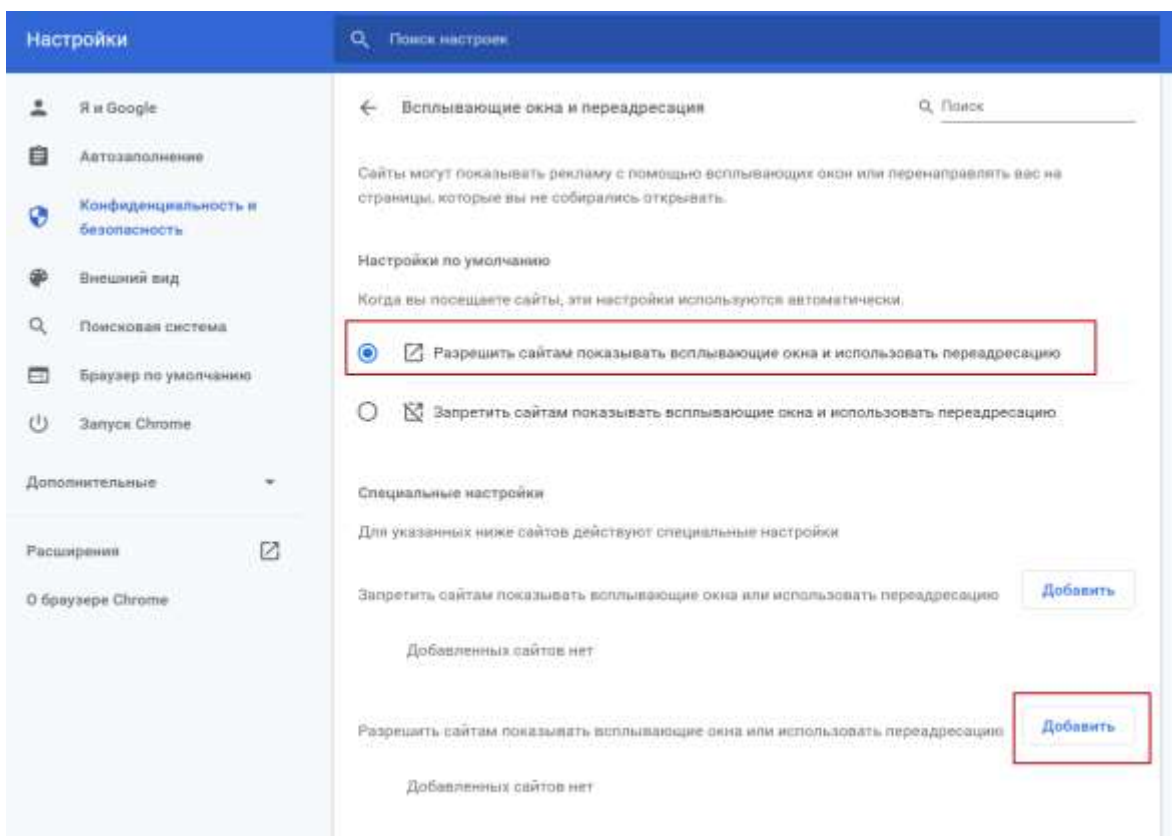 Настройки
Поиск настроек
Я и Google
Автозаполнение
Конфиденциальность и
безопасность
Внешний вид
Поисковая система
Браузер по умолчанию
Запуск Chrome
Дополнительные
Расширения
О браузере Chrome
Всплывающие окна и переадресация
Поиск
Сайты могут показывать рекламу с помощью всплывающих окон или перенаправлять вас на
страницы, которые вы не собирались открывать.
Настройки по умолчанию
Когда вы посещаете сайты, эти настройки используются автоматически.
Разрешить сайтам показывать всплывающие окна и использовать переадресацию
Запретить сайтам показывать всплывающие окна и использовать переадресацию
Специальные настройки
Для указанных ниже сайтов действуют специальные настройки
Запретить сайтам показывать всплывающие окна или использовать переадресацию
Добавить
Добавленных сайтов нет
Разрешить сайтам показывать всплывающие окна или использовать переадресацию
Добавить
Добавленных сайтов нет